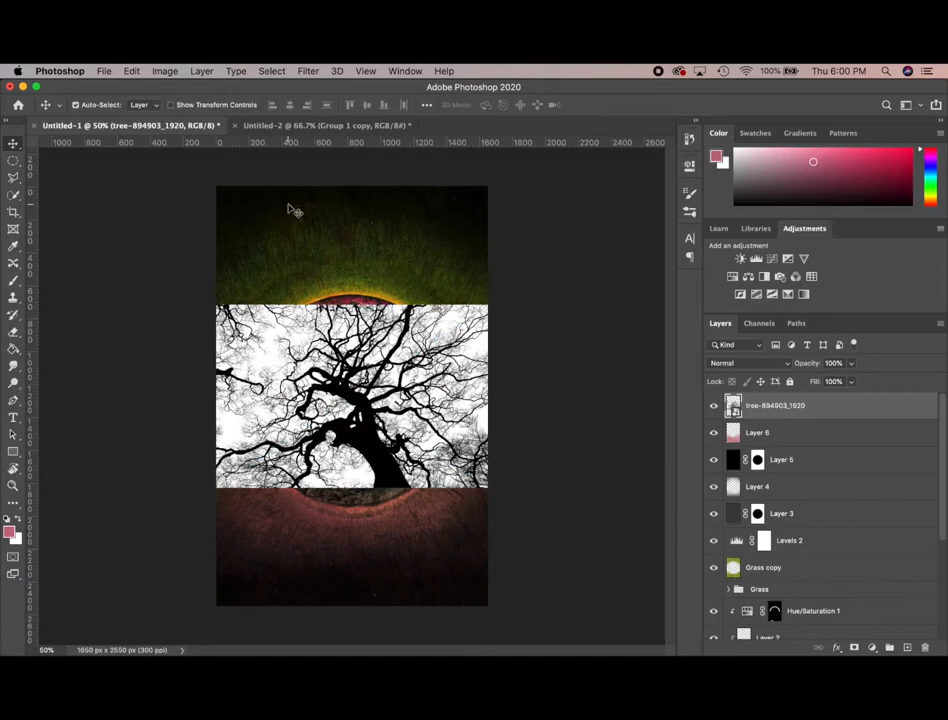 Photoshop File Edit Image Layer Type Select Filter 3D View Window Help 100% Thu 6:00 PM
Adobe Photoshop 2020
Auto-Select: Layer Show Transform Controls 3D Mode:
Untitled-1 @ 50% (tree-894903_1920, RGB/8) * Untitled-2 @ 66.7% (Group 1 copy, RGB/8#) *
1000 800 600 400 200 0 200 400 600 800 1000 1200 1400 1600 1800 2000 2200 2400 2600
Color Swatches Gradients Patterns
Learn Libraries Adjustments
Add an adjustment
Layers Channels Paths
Kind
Normal Opacity: 100%
Lock: Fill: 100%
tree-894903_1920
Layer 6
Layer 5
Layer 4
Layer 3
Levels 2
Grass copy
Grass
Hue/Saturation 1
Layer 2
50% 1650 px x 2550 px (300 ppi)